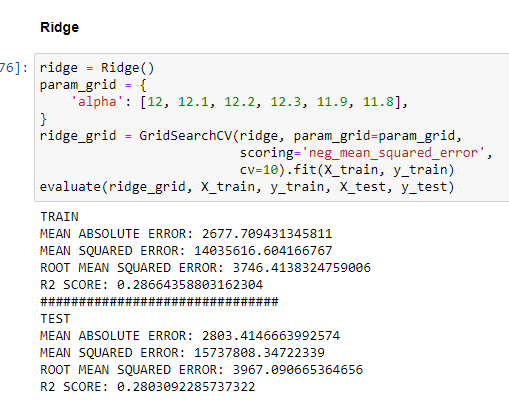 Ridge
76]:
ridge = Ridge()
param_grid = {
    'alpha': [12, 12.1, 12.2, 12.3, 11.9, 11.8],
}
ridge_grid = GridSearchCV(ridge, param_grid=param_grid,
                          scoring='neg_mean_squared_error',
                          cv=10).fit(X_train, y_train)
evaluate(ridge_grid, X_train, y_train, X_test, y_test)
TRAIN
MEAN ABSOLUTE ERROR: 2677.709431345811
MEAN SQUARED ERROR: 14035616.604166767
ROOT MEAN SQUARED ERROR: 3746.4138324759006
R2 SCORE: 0.28664358803162304
###############################
TEST
MEAN ABSOLUTE ERROR: 2803.4146663992574
MEAN SQUARED ERROR: 15737808.34722339
ROOT MEAN SQUARED ERROR: 3967.090665364656
R2 SCORE: 0.2803092285737322